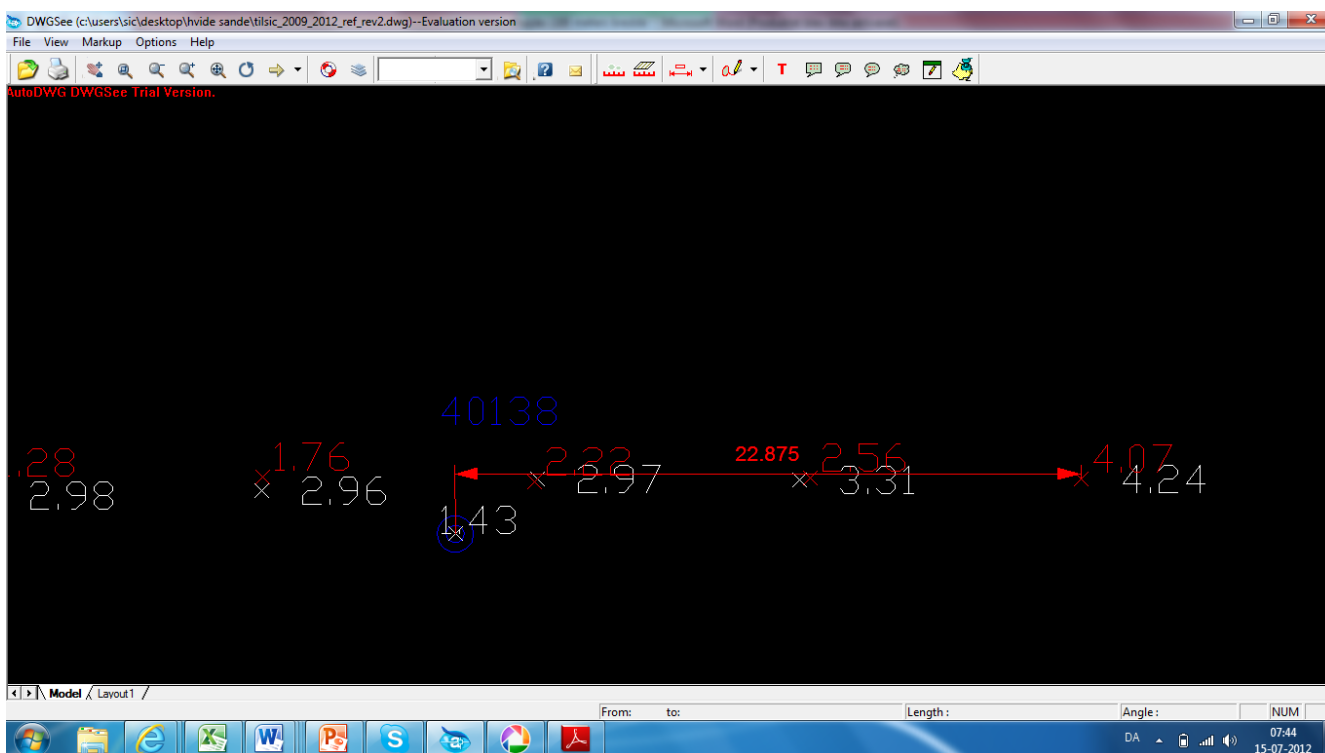 DWGSee (c:\users\sic\desktop\hvide sande\tilsic_2009_2012_ref_rev2.dwg)--Evaluation version
File View Markup Options Help
T
AutoDWG DWGSee Trial Version.
40138
.28 1.76 2.22 22.875 2.56 4.07
2.98 2.96 2.97 3.31 4.24
1.43
Model Layout1
From: to: Length : Angle : NUM
DA 07:44
15-07-2012